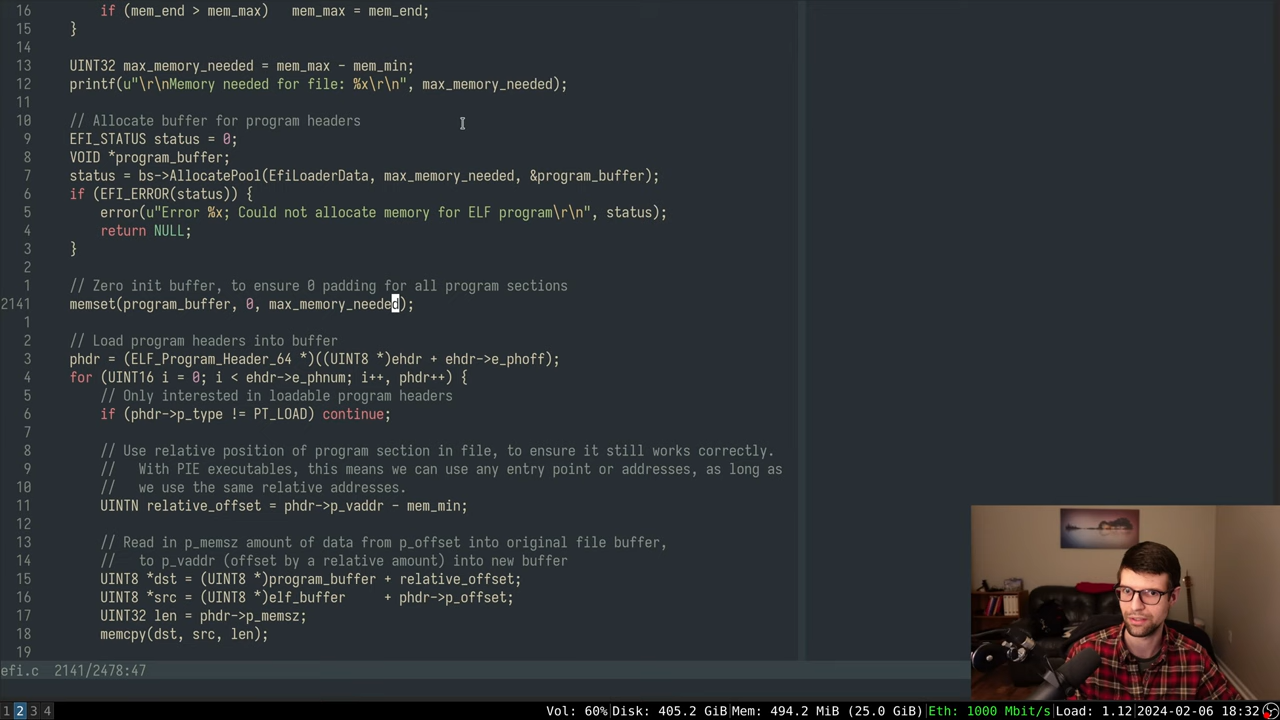 16 if (mem_end > mem_max)   mem_max = mem_end;
15 }
14
13 UINT32 max_memory_needed = mem_max - mem_min;
12 printf(u"\r\nMemory needed for file: %x\r\n", max_memory_needed);
11
10 // Allocate buffer for program headers
9 EFI_STATUS status = 0;
8 VOID *program_buffer;
7 status = bs->AllocatePool(EfiLoaderData, max_memory_needed, &program_buffer);
6 if (EFI_ERROR(status)) {
5 error(u"Error %x; Could not allocate memory for ELF program\r\n", status);
4 return NULL;
3 }
2
1 // Zero init buffer, to ensure 0 padding for all program sections
2141 memset(program_buffer, 0, max_memory_needed);
1
2 // Load program headers into buffer
3 phdr = (ELF_Program_Header_64 *)((UINT8 *)ehdr + ehdr->e_phoff);
4 for (UINT16 i = 0; i < ehdr->e_phnum; i++, phdr++) {
5 // Only interested in loadable program headers
6 if (phdr->p_type != PT_LOAD) continue;
7
8 // Use relative position of program section in file, to ensure it still works correctly.
9 //   With PIE executables, this means we can use any entry point or addresses, as long as
10 //   we use the same relative addresses.
11 UINTN relative_offset = phdr->p_vaddr - mem_min;
12
13 // Read in p_memsz amount of data from p_offset into original file buffer,
14 //   to p_vaddr (offset by a relative amount) into new buffer
15 UINT8 *dst = (UINT8 *)program_buffer + relative_offset;
16 UINT8 *src = (UINT8 *)elf_buffer     + phdr->p_offset;
17 UINT32 len = phdr->p_memsz;
18 memcpy(dst, src, len);
19
efi.c  2141/2478:47
1 2 3 4 Vol: 60%|Disk: 405.2 GiB|Mem: 494.2 MiB (25.0 GiB)|Eth: 1000 Mbit/s|Load: 1.12|2024-02-06 18:32